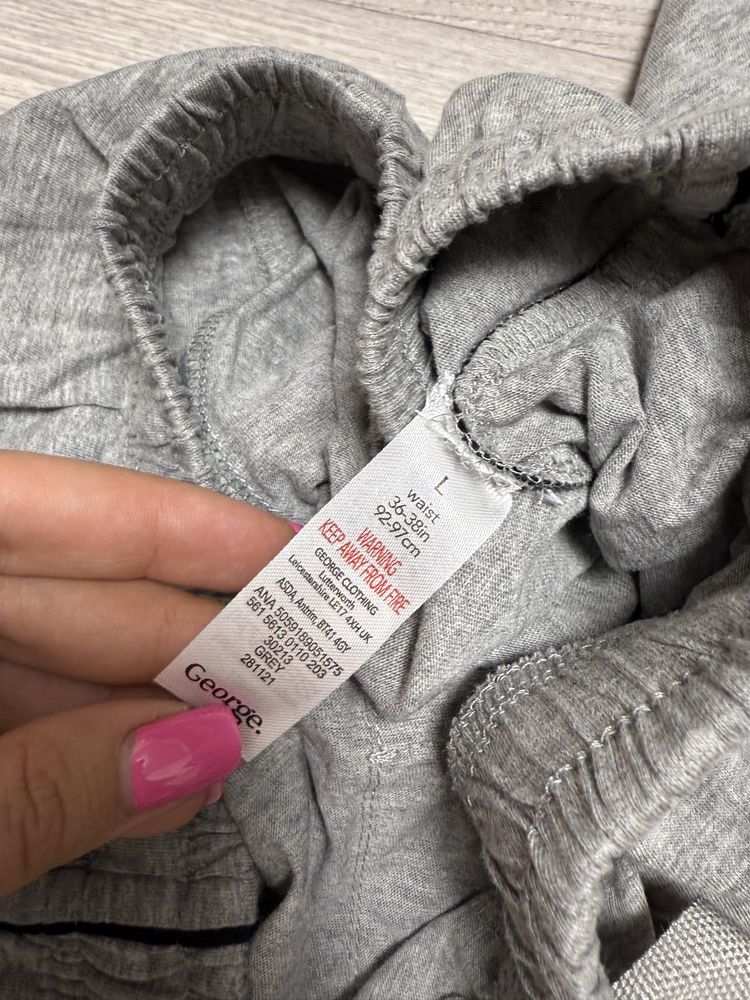 L
waist
36-38in
92-97cm
WARNING
KEEP AWAY FROM FIRE
GEORGE CLOTHING
Lutterworth
Leicestershire LE17 4XH UK
ASDA, Antrim, BT41 4GY
ANA 5059189051575
561 5613 0110 203
30213
GREY
281121
George.